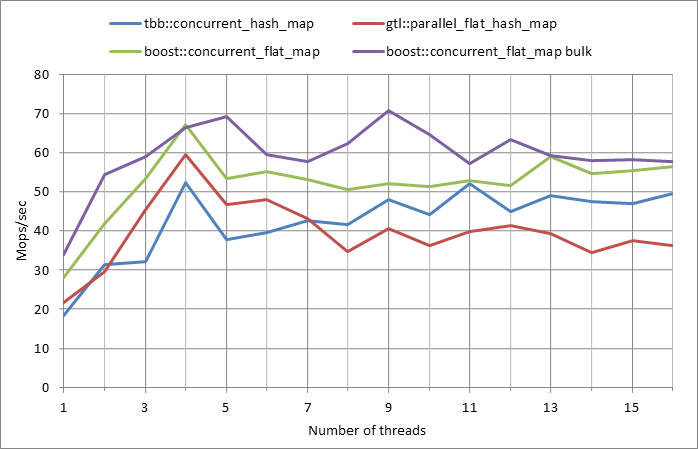 tbb::concurrent_hash_map gtl::parallel_flat_hash_map
boost::concurrent_flat_map boost::concurrent_flat_map bulk
80
70
60
50
40
30
20
10
0
Mops/sec
1 3 5 7 9 11 13 15
Number of threads